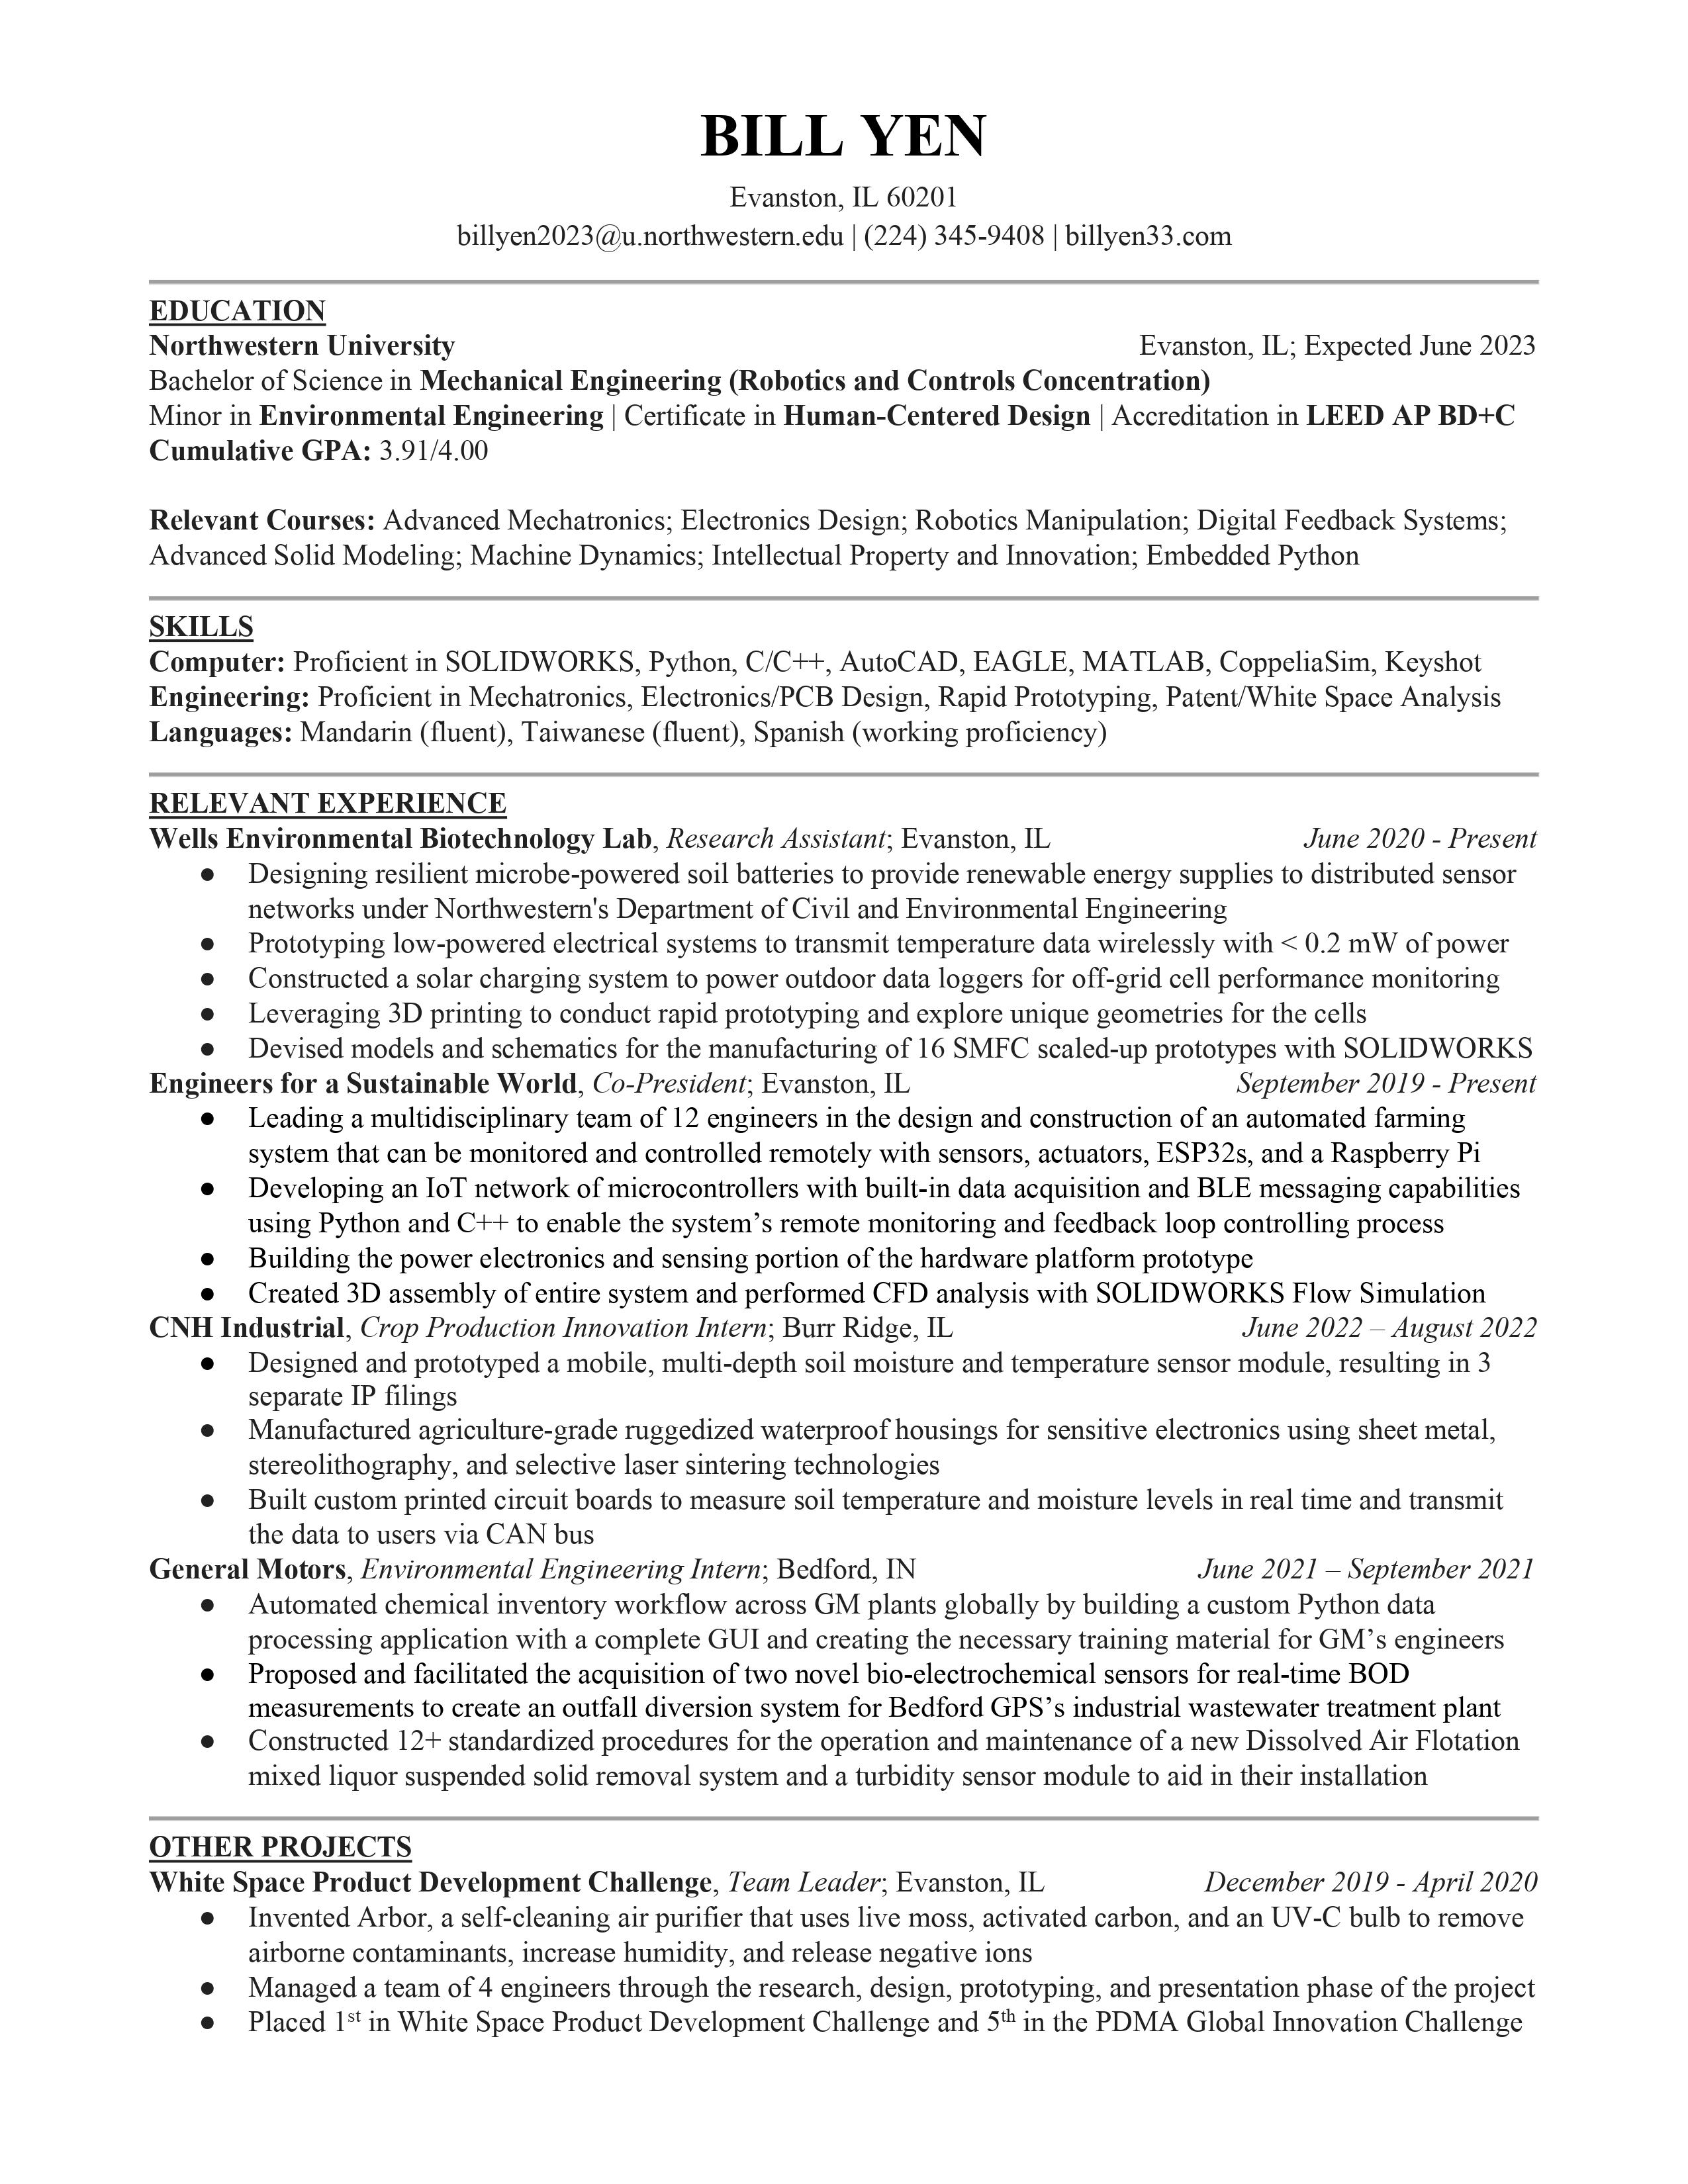 BILL YEN
Evanston, IL 60201
billyen2023@u.northwestern.edu | (224) 345-9408 | billyen33.com
EDUCATION
Northwestern University Evanston, IL; Expected June 2023
Bachelor of Science in Mechanical Engineering (Robotics and Controls Concentration)
Minor in Environmental Engineering | Certificate in Human-Centered Design | Accreditation in LEED AP BD+C
Cumulative GPA: 3.91/4.00
Relevant Courses: Advanced Mechatronics; Electronics Design; Robotics Manipulation; Digital Feedback Systems;
Advanced Solid Modeling; Machine Dynamics; Intellectual Property and Innovation; Embedded Python
SKILLS
Computer: Proficient in SOLIDWORKS, Python, C/C++, AutoCAD, EAGLE, MATLAB, CoppeliaSim, Keyshot
Engineering: Proficient in Mechatronics, Electronics/PCB Design, Rapid Prototyping, Patent/White Space Analysis
Languages: Mandarin (fluent), Taiwanese (fluent), Spanish (working proficiency)
RELEVANT EXPERIENCE
Wells Environmental Biotechnology Lab, Research Assistant; Evanston, IL June 2020 - Present
● Designing resilient microbe-powered soil batteries to provide renewable energy supplies to distributed sensor
networks under Northwestern's Department of Civil and Environmental Engineering
● Prototyping low-powered electrical systems to transmit temperature data wirelessly with < 0.2 mW of power
● Constructed a solar charging system to power outdoor data loggers for off-grid cell performance monitoring
● Leveraging 3D printing to conduct rapid prototyping and explore unique geometries for the cells
● Devised models and schematics for the manufacturing of 16 SMFC scaled-up prototypes with SOLIDWORKS
Engineers for a Sustainable World, Co-President; Evanston, IL September 2019 - Present
● Leading a multidisciplinary team of 12 engineers in the design and construction of an automated farming
system that can be monitored and controlled remotely with sensors, actuators, ESP32s, and a Raspberry Pi
● Developing an IoT network of microcontrollers with built-in data acquisition and BLE messaging capabilities
using Python and C++ to enable the system’s remote monitoring and feedback loop controlling process
● Building the power electronics and sensing portion of the hardware platform prototype
● Created 3D assembly of entire system and performed CFD analysis with SOLIDWORKS Flow Simulation
CNH Industrial, Crop Production Innovation Intern; Burr Ridge, IL June 2022 – August 2022
● Designed and prototyped a mobile, multi-depth soil moisture and temperature sensor module, resulting in 3
separate IP filings
● Manufactured agriculture-grade ruggedized waterproof housings for sensitive electronics using sheet metal,
stereolithography, and selective laser sintering technologies
● Built custom printed circuit boards to measure soil temperature and moisture levels in real time and transmit
the data to users via CAN bus
General Motors, Environmental Engineering Intern; Bedford, IN June 2021 – September 2021
● Automated chemical inventory workflow across GM plants globally by building a custom Python data
processing application with a complete GUI and creating the necessary training material for GM’s engineers
● Proposed and facilitated the acquisition of two novel bio-electrochemical sensors for real-time BOD
measurements to create an outfall diversion system for Bedford GPS’s industrial wastewater treatment plant
● Constructed 12+ standardized procedures for the operation and maintenance of a new Dissolved Air Flotation
mixed liquor suspended solid removal system and a turbidity sensor module to aid in their installation
OTHER PROJECTS
White Space Product Development Challenge, Team Leader; Evanston, IL December 2019 - April 2020
● Invented Arbor, a self-cleaning air purifier that uses live moss, activated carbon, and an UV-C bulb to remove
airborne contaminants, increase humidity, and release negative ions
● Managed a team of 4 engineers through the research, design, prototyping, and presentation phase of the project
● Placed 1st in White Space Product Development Challenge and 5th in the PDMA Global Innovation Challenge